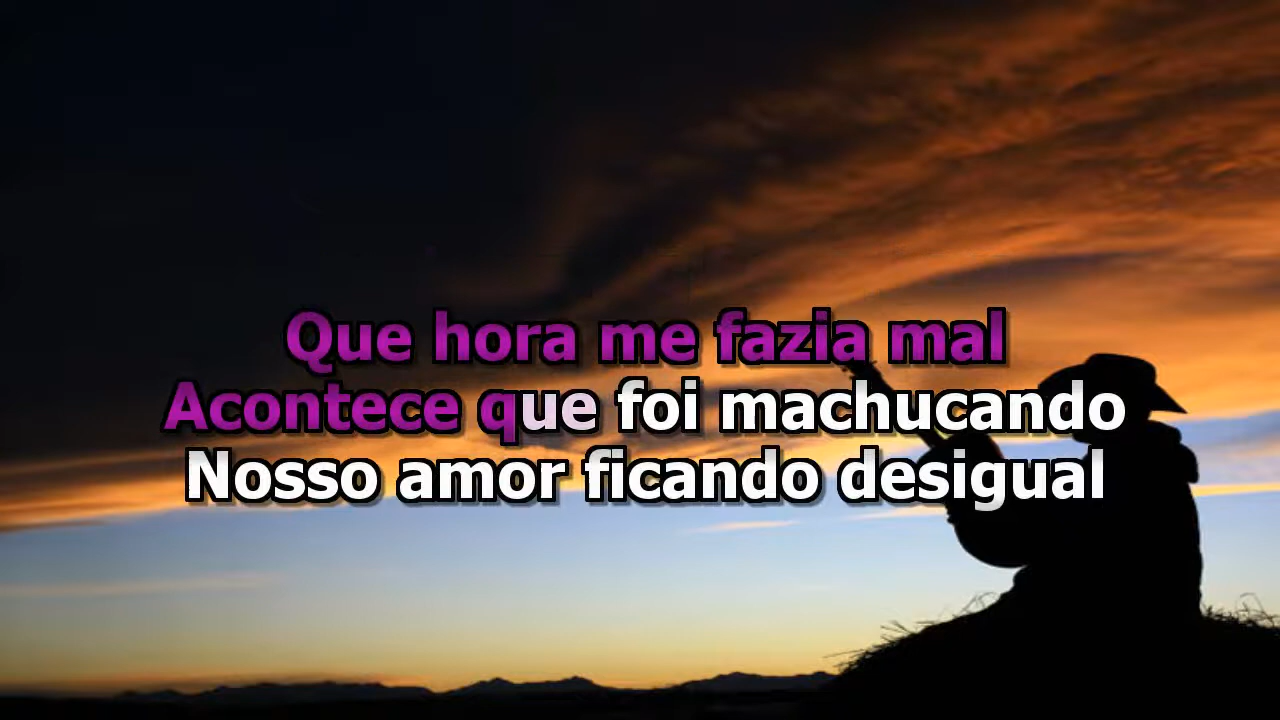 Que hora me fazia mal
Acontece que foi machucando
Nosso amor ficando desigual